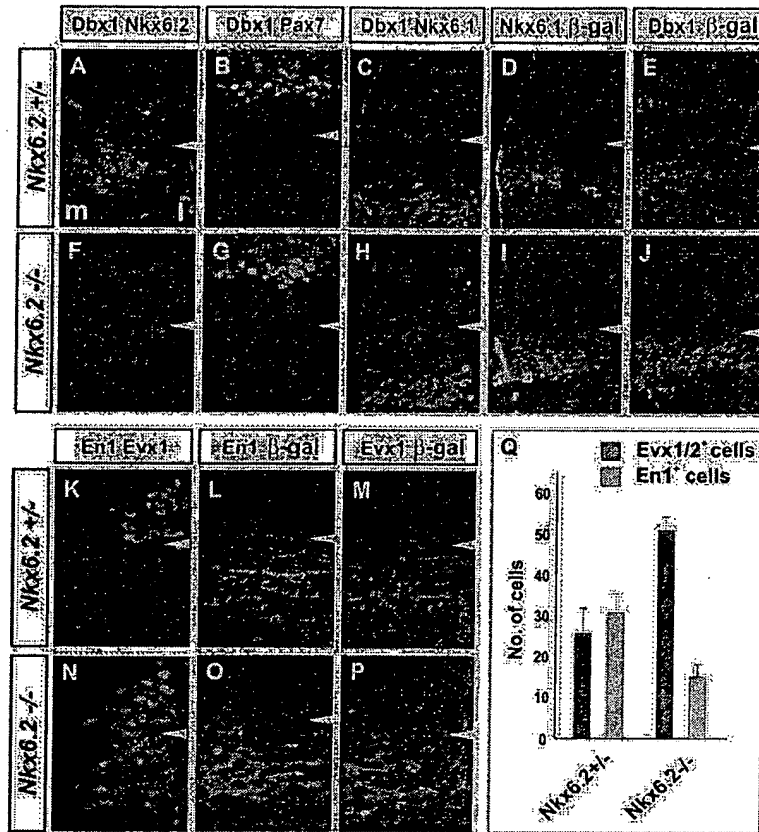 Dbx1 Nkx6.2
Dbx1 Pax7
Dbx1 Nkx6.1
Nkx6.1 β-gal
Dbx1 β-gal
Nkx6.2 +/-
A
B
C
D
E
m
l
Nkx6.2 -/-
F
G
H
I
J
En1 Evx1
En1 β-gal
Evx1 β-gal
Nkx6.2 +/-
K
L
M
Nkx6.2 -/-
N
O
P
Q
Evx1/2+ cells
En1+ cells
No. of cells
60
50
40
30
20
10
0
Nkx6.2+/-
Nkx6.2-/-